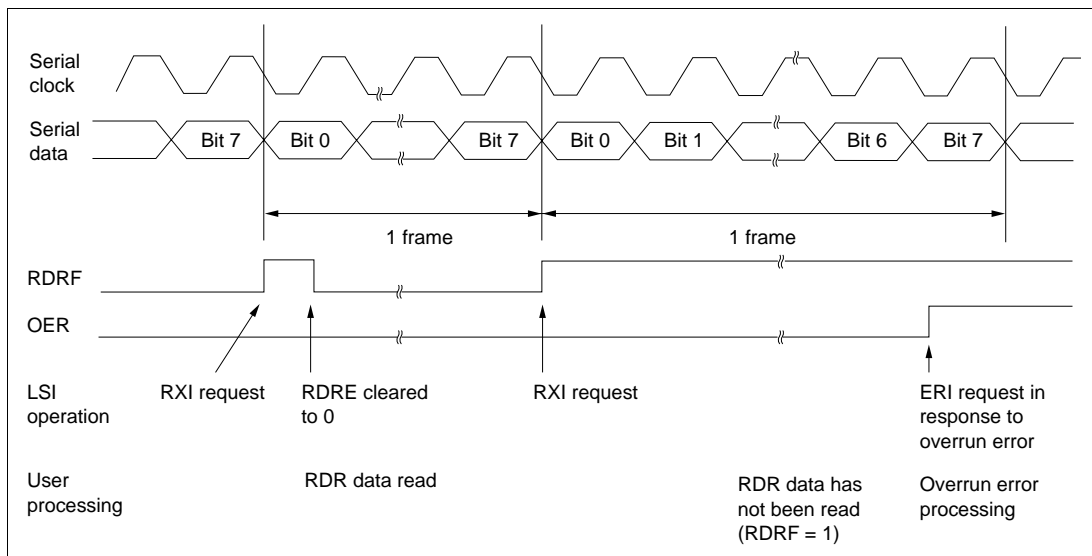 Serial
clock
Serial
data
Bit 7
Bit 0
Bit 7
Bit 0
Bit 1
Bit 6
Bit 7
1 frame
1 frame
RDRF
OER
LSI
operation
RXI request
RDRE cleared
to 0
RXI request
ERI request in
response to
overrun error
User
processing
RDR data read
RDR data has
not been read
(RDRF = 1)
Overrun error
processing